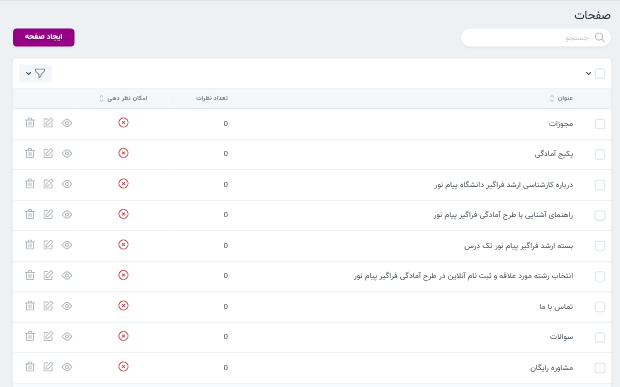 صفحات
جستجو
ایجاد صفحه
عنوان تعداد نظرات امکان نظر دهی
مجوزات 0
پکیج آمادگی 0
درباره کارشناسی ارشد فراگیر دانشگاه پیام نور 0
راهنمای آشنایی با طرح آمادگی فراگیر پیام نور 0
بسته ارشد فراگیر پیام نور تک درس 0
انتخاب رشته مورد علاقه و ثبت نام آنلاین در طرح آمادگی فراگیر پیام نور 0
تماس با ما 0
سوالات 0
مشاوره رایگان 0